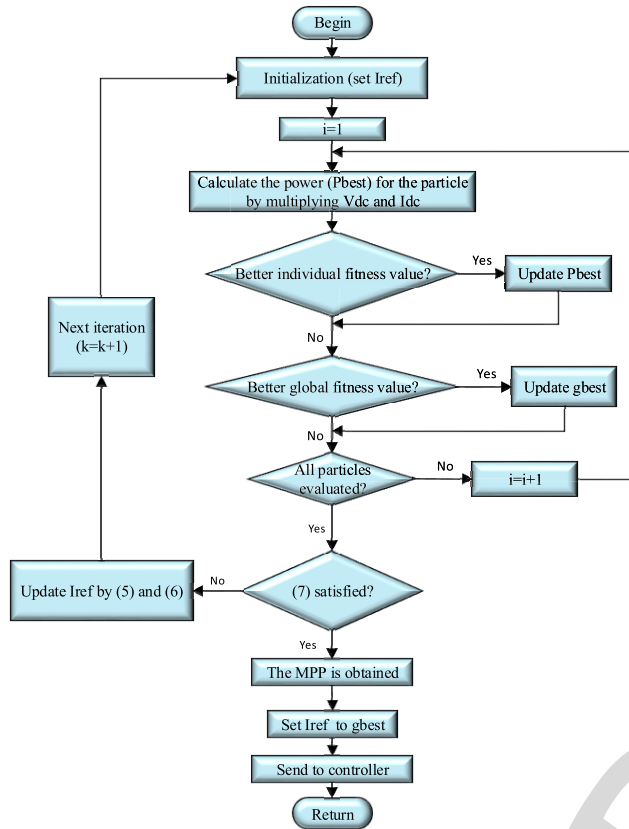 Begin
Initialization (set Iref)
i=1
Calculate the power (Pbest) for the particle
by multiplying Vdc and Idc
Better individual fitness value?
Yes
Update Pbest
No
Next iteration
(k=k+1)
Better global fitness value?
Yes
Update gbest
No
All particles
evaluated?
No
i=i+1
Yes
(7) satisfied?
No
Update Iref by (5) and (6)
Yes
The MPP is obtained
Set Iref to gbest
Send to controller
Return